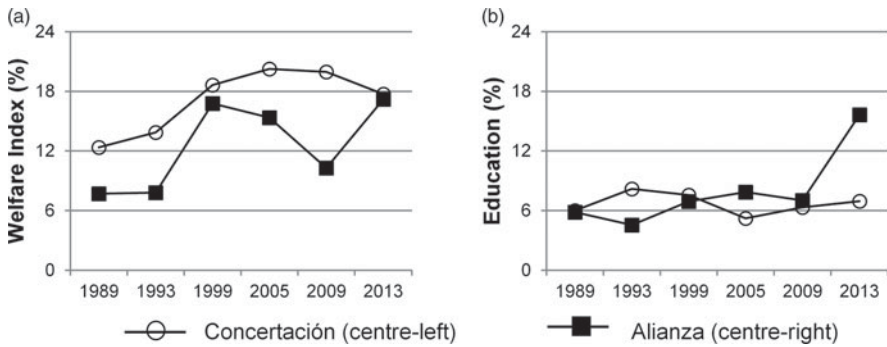 (a)
Welfare Index (%)
24
18
12
6
0
1989 1993 1999 2005 2009 2013
(b)
Education (%)
24
18
12
6
0
1989 1993 1999 2005 2009 2013
Concertación (centre-left)
Alianza (centre-right)